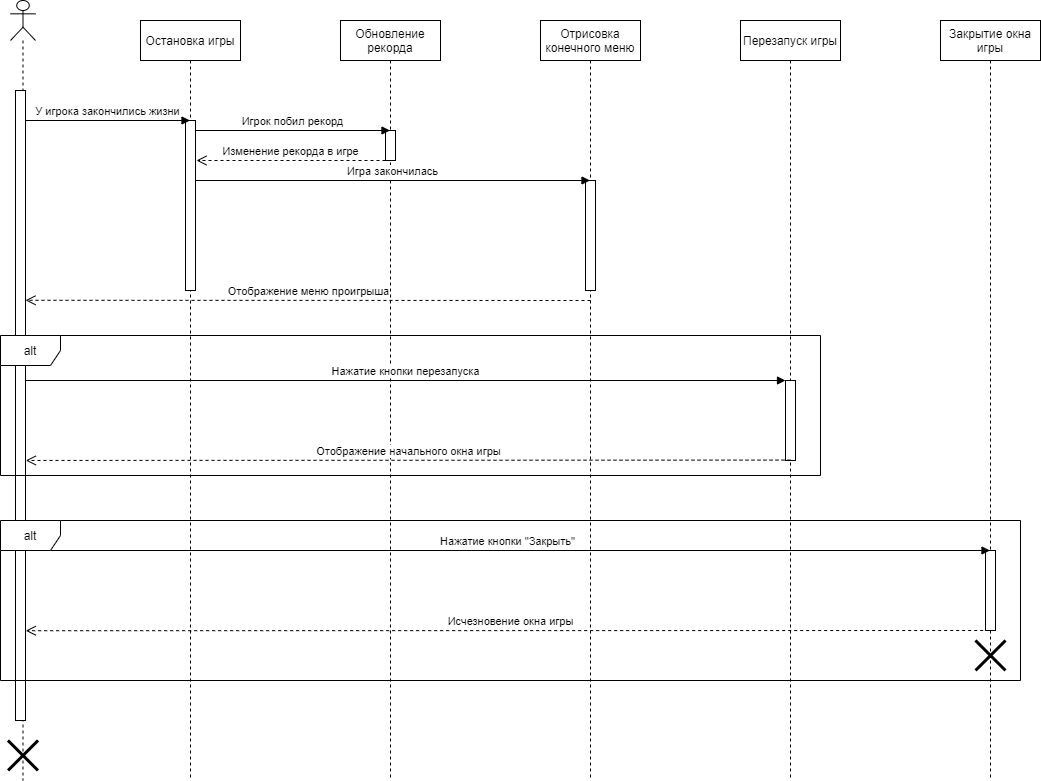 Остановка игры
Обновление
рекорда
Отрисовка
конечного меню
Перезапуск игры
Закрытие окна
игры
У игрока закончились жизни
Игрок побил рекорд
Изменение рекорда в игре
Игра закончилась
Отображение меню проигрыша
alt
Нажатие кнопки перезапуска
Отображение начального окна игры
alt
Нажатие кнопки "Закрыть"
Исчезновение окна игры